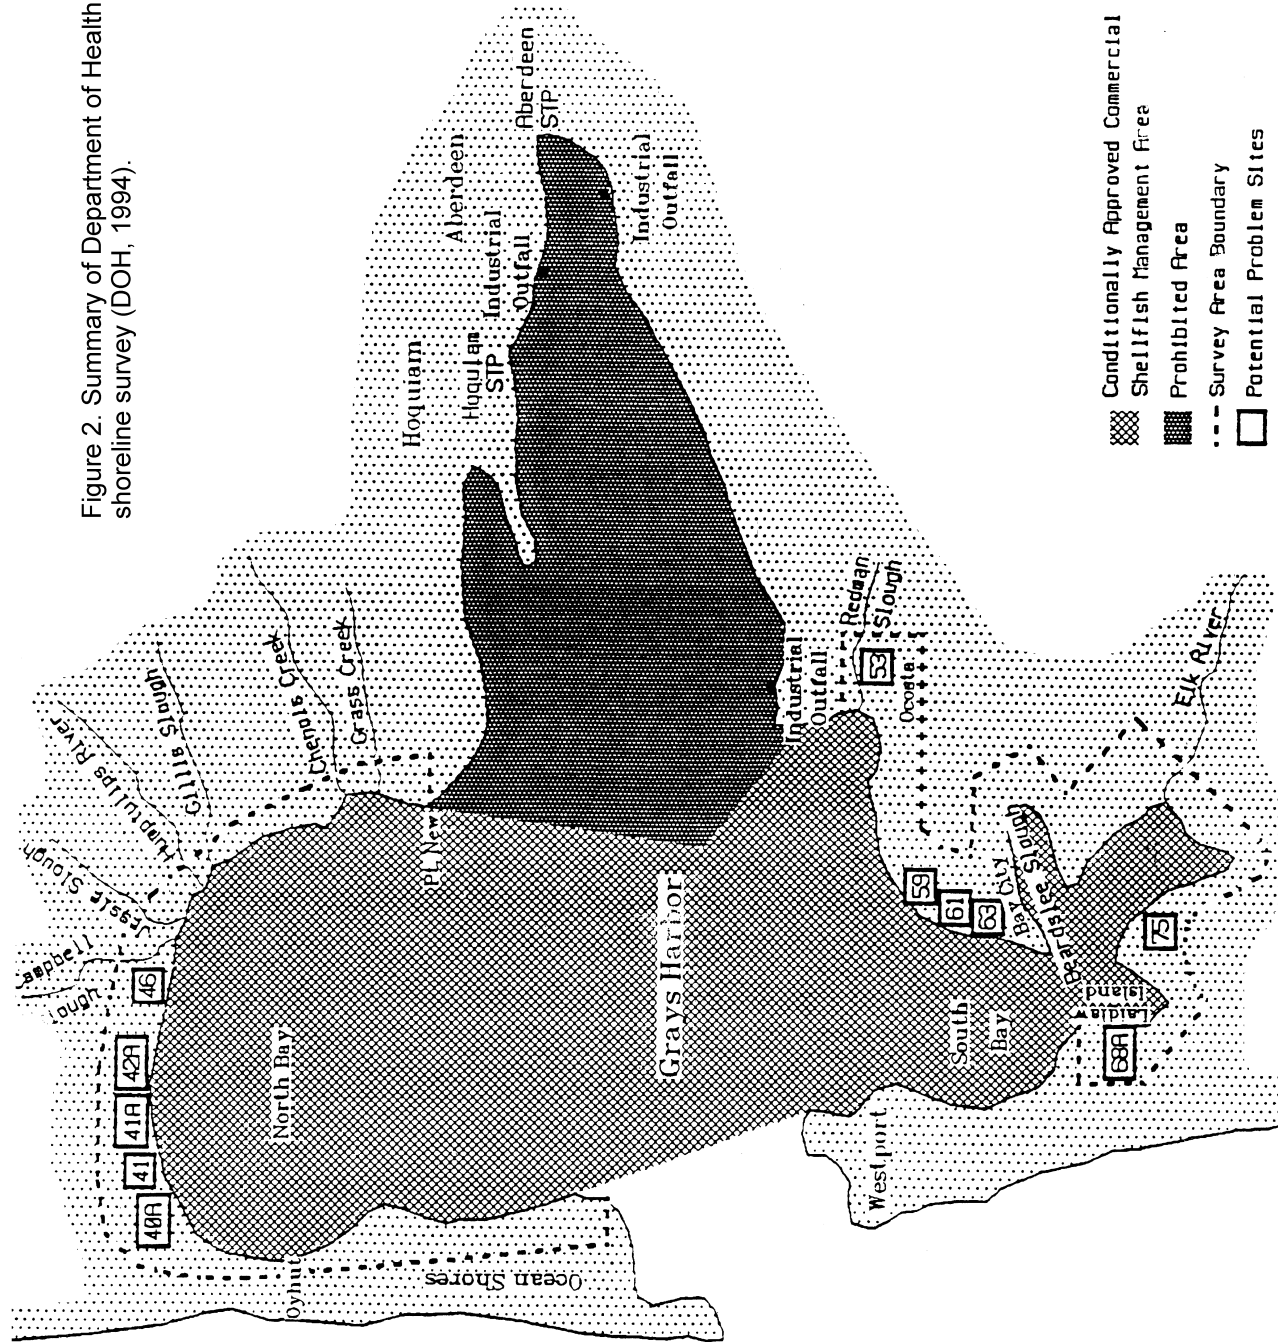 Figure 2. Summary of Department of Health
shoreline survey (DOH, 1994).
Humptulips River
Gillis Slough
Jessie Slough
Campbell
Chenois Creek
Grass Creek
46
42A
41A
41
40A
North Bay
Oyhut
Ocean Shores
Pt. New
Hoquam
Hoquiam
STP
Aberdeen
Industrial
Outfall
Aberdeen
STP
Industrial
Outfall
Grays Harbor
Industrial
Outfall
Redman
Slough
53
Ocosta
59
61
63
Bay City
Beardslee Slough
Elk River
75
South
Bay
Laidig
Island
68A
Westport
Conditionally Approved Commercial
Shellfish Management Area
Prohibited Area
Survey Area Boundary
Potential Problem Sites